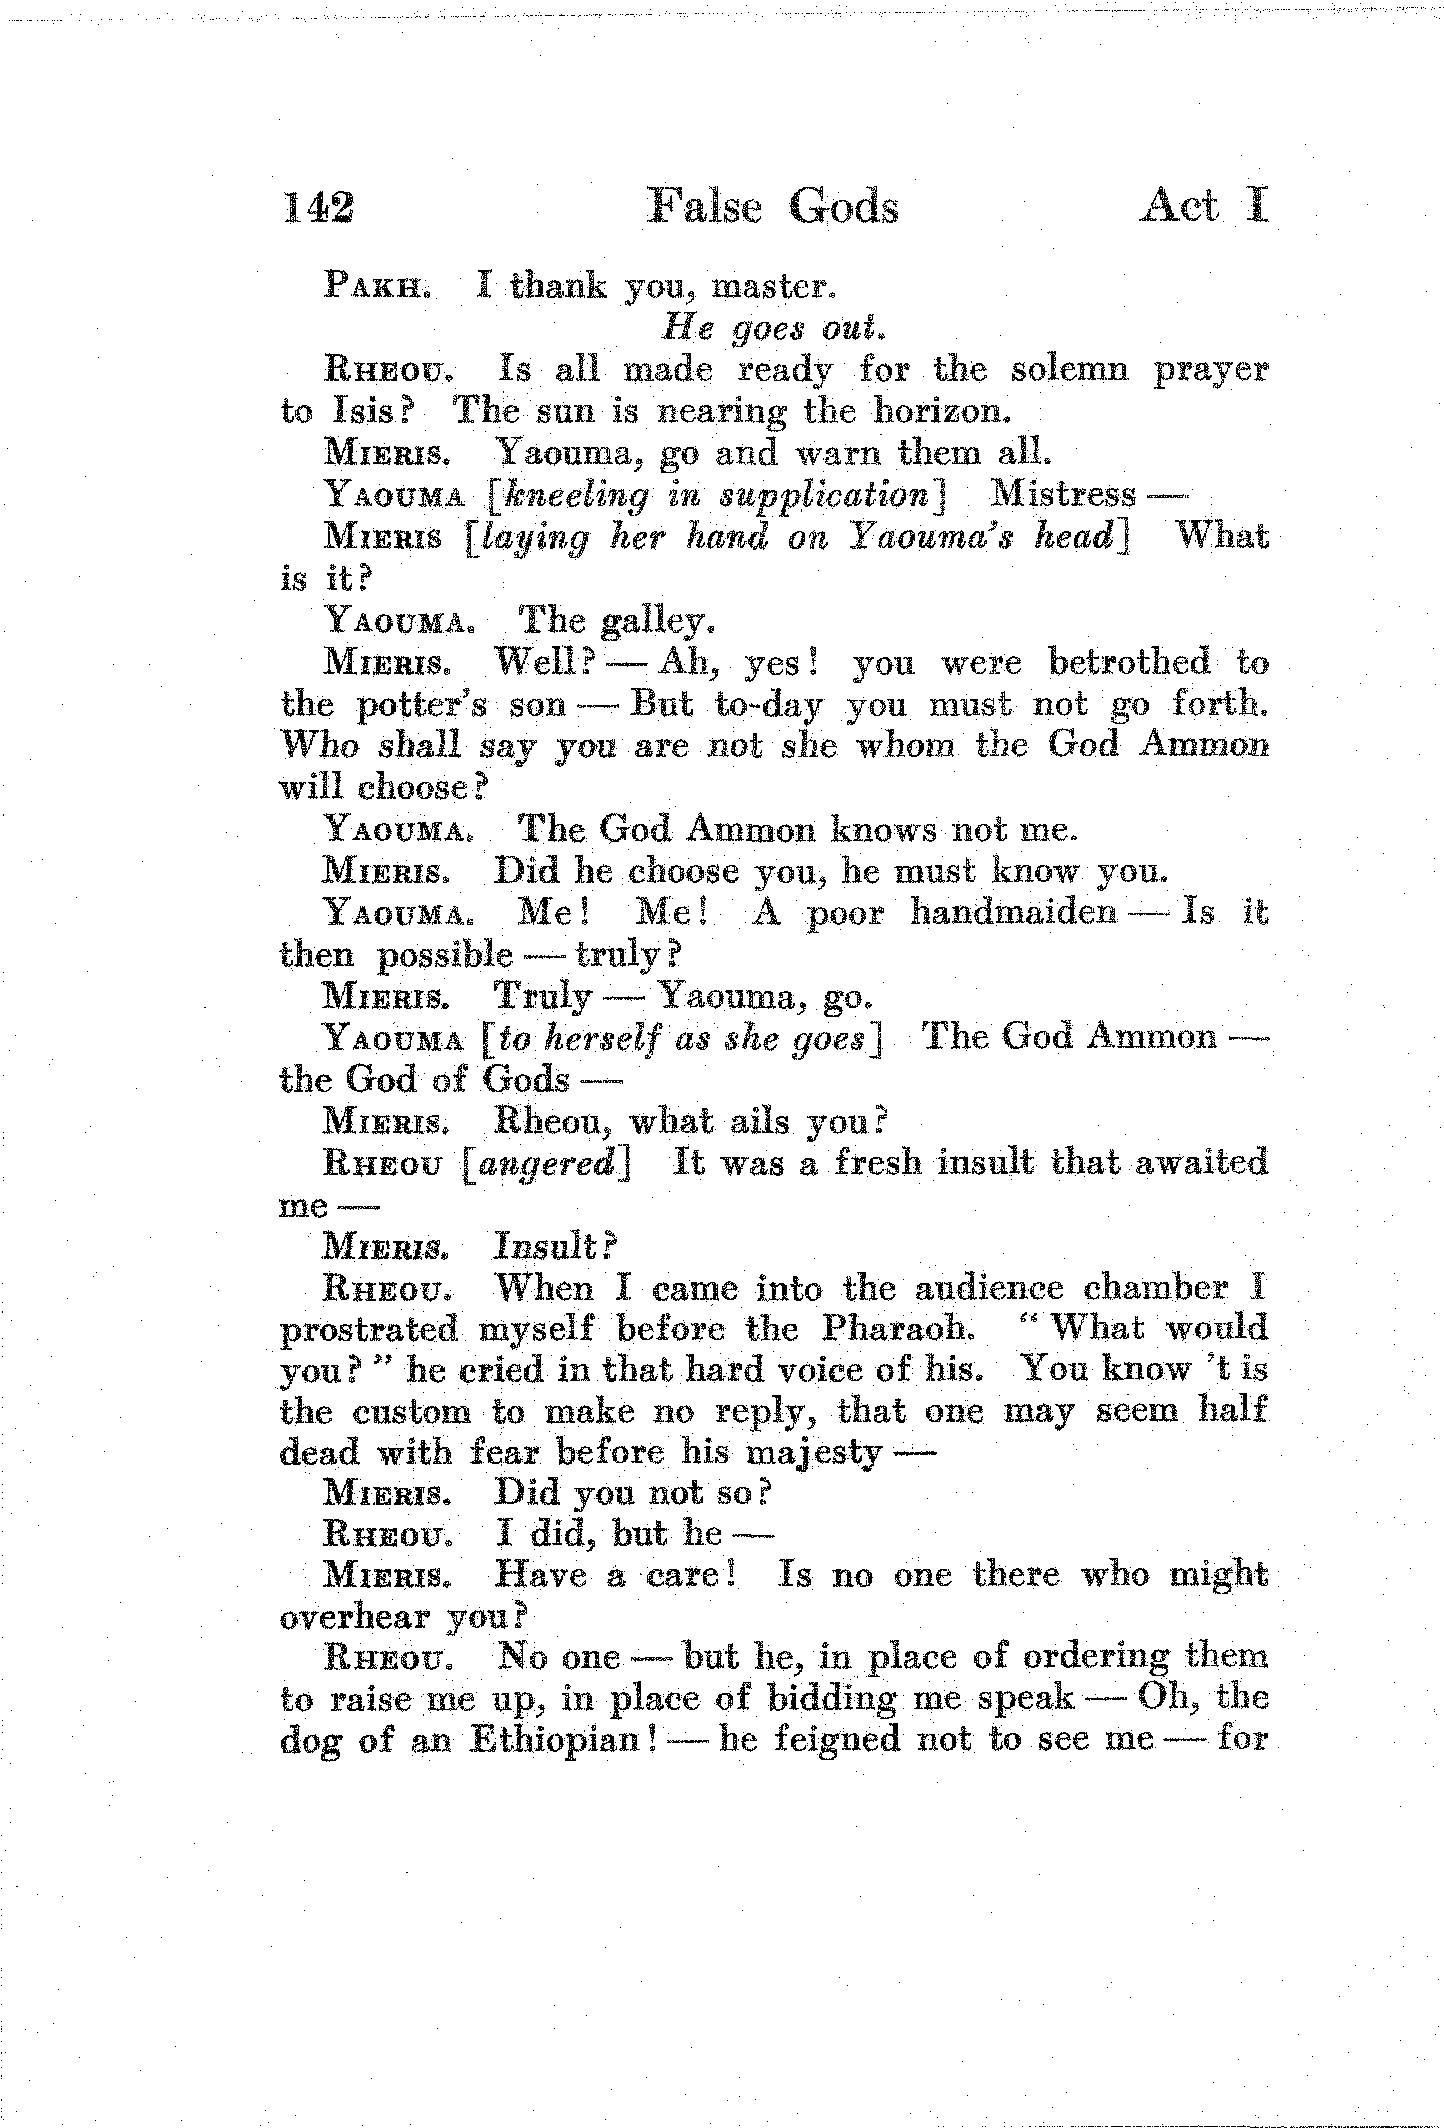 142 False Gods Act I
PAKH. I thank you, master.
He goes out.
RHEOU. Is all made ready for the solemn prayer
to Isis? The sun is nearing the horizon.
MIERIS. Yaouma, go and warn them all.
YAOUMA [kneeling in supplication] Mistress —
MIERIS [laying her hand on Yaouma's head] What
is it?
YAOUMA. The galley.
MIERIS. Well? — Ah, yes! you were betrothed to
the potter's son — But to-day you must not go forth.
Who shall say you are not she whom the God Ammon
will choose?
YAOUMA. The God Ammon knows not me.
MIERIS. Did he choose you, he must know you.
YAOUMA. Me! Me! A poor handmaiden — Is it
then possible — truly?
MIERIS. Truly — Yaouma, go.
YAOUMA [to herself as she goes] The God Ammon —
the God of Gods —
MIERIS. Rheou, what ails you?
RHEOU [angered] It was a fresh insult that awaited
me —
MIERIS. Insult?
RHEOU. When I came into the audience chamber I
prostrated myself before the Pharaoh. "What would
you?" he cried in that hard voice of his. You know 't is
the custom to make no reply, that one may seem half
dead with fear before his majesty —
MIERIS. Did you not so?
RHEOU. I did, but he —
MIERIS. Have a care! Is no one there who might
overhear you?
RHEOU. No one — but he, in place of ordering them
to raise me up, in place of bidding me speak — Oh, the
dog of an Ethiopian! — he feigned not to see me — for